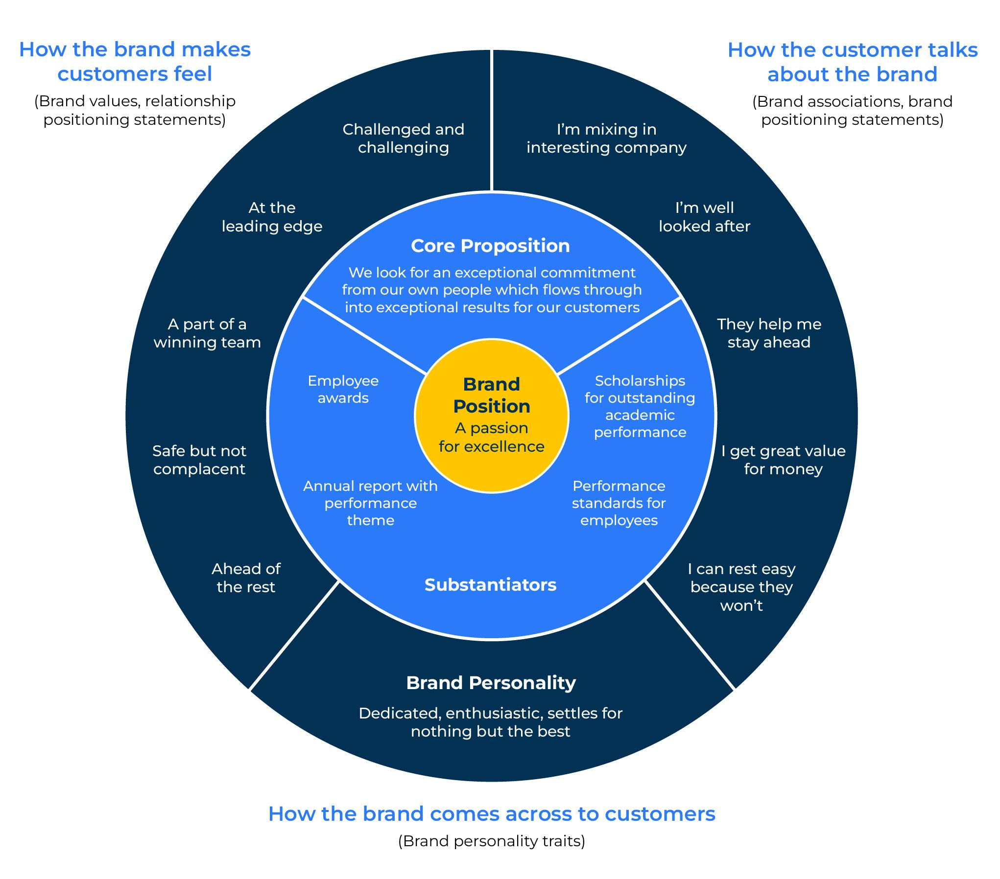 How the brand makes
customers feel
(Brand values, relationship
positioning statements)
How the customer talks
about the brand
(Brand associations, brand
positioning statements)
Challenged and
challenging
At the
leading edge
A part of a
winning team
Safe but not
complacent
Ahead of
the rest
I’m mixing in
interesting company
I’m well
looked after
They help me
stay ahead
I get great value
for money
I can rest easy
because they
won’t
Core Proposition
We look for an exceptional commitment
from our own people which flows through
into exceptional results for our customers
Brand
Position
A passion
for excellence
Employee
awards
Scholarships
for outstanding
academic
performance
Annual report with
performance
theme
Performance
standards for
employees
Substantiators
Brand Personality
Dedicated, enthusiastic, settles for
nothing but the best
How the brand comes across to customers
(Brand personality traits)